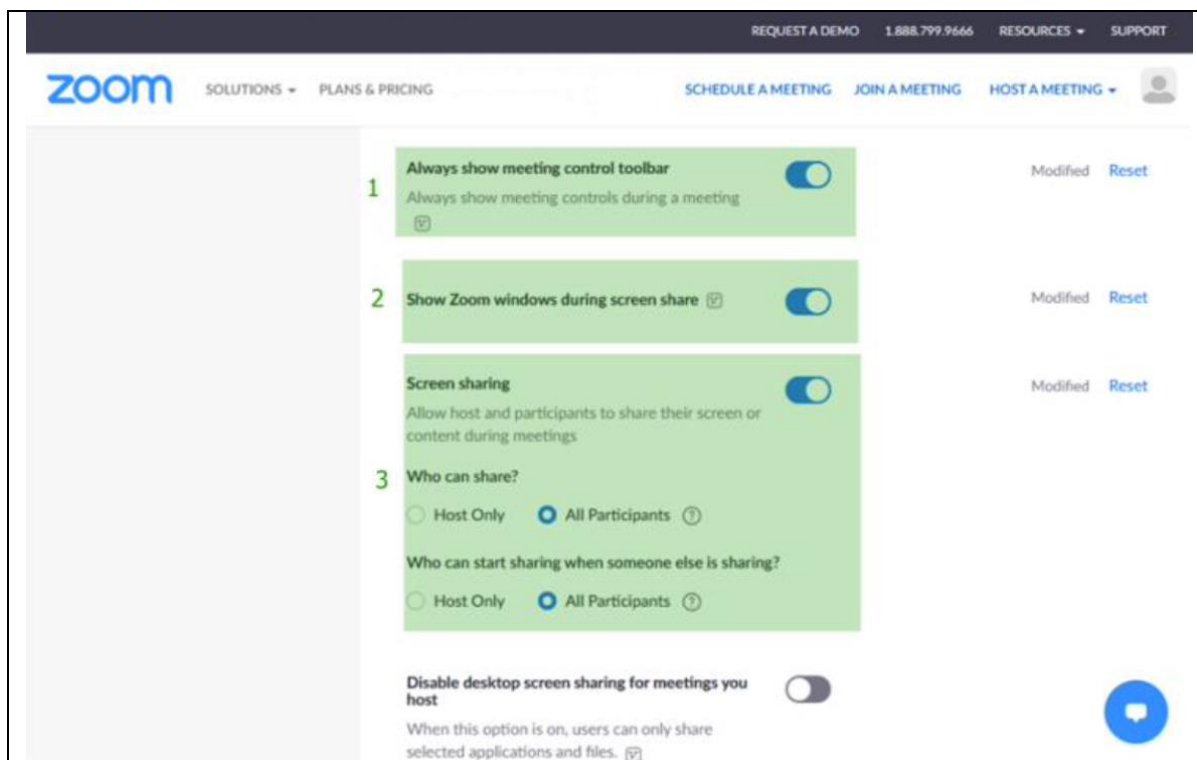 REQUEST A DEMO 1.888.799.9666 RESOURCES SUPPORT
zoom SOLUTIONS PLANS & PRICING SCHEDULE A MEETING JOIN A MEETING HOST A MEETING
1 Always show meeting control toolbar Modified Reset
Always show meeting controls during a meeting
2 Show Zoom windows during screen share Modified Reset
Screen sharing Modified Reset
Allow host and participants to share their screen or
content during meetings
3 Who can share?
Host Only All Participants ?
Who can start sharing when someone else is sharing?
Host Only All Participants ?
Disable desktop screen sharing for meetings you
host
When this option is on, users can only share
selected applications and files.